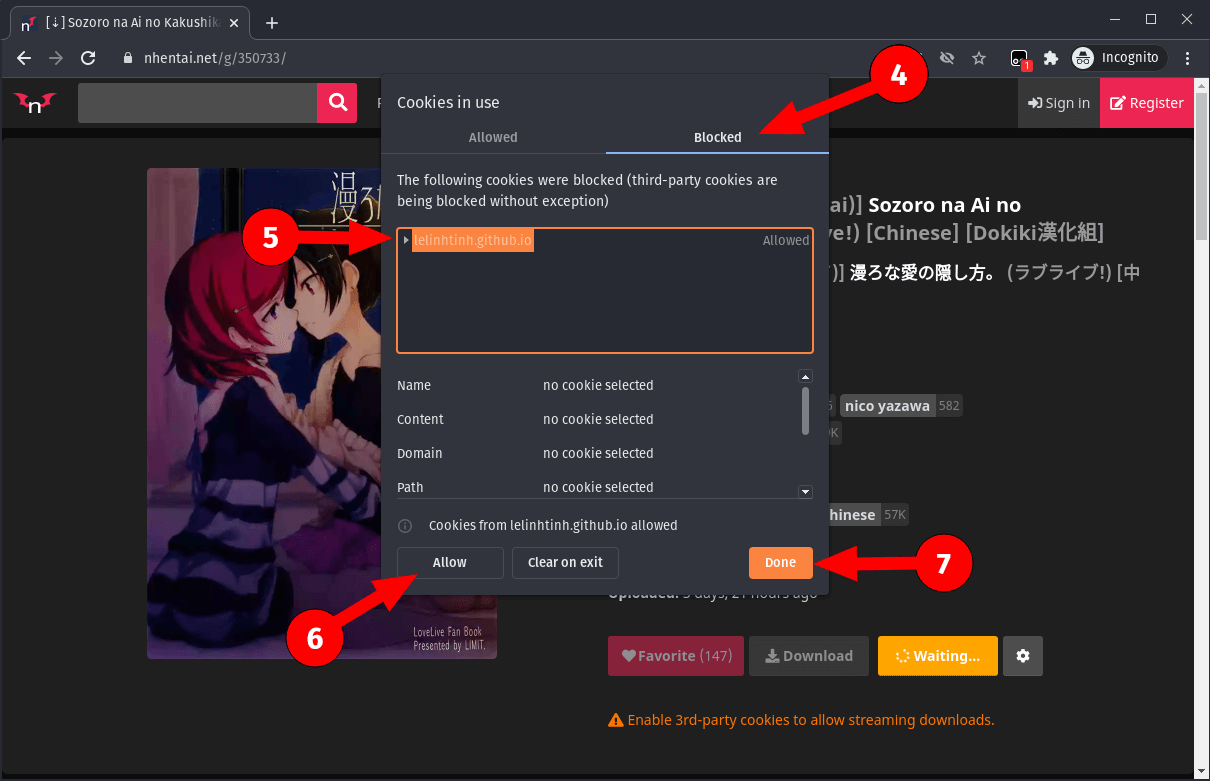 [↓] Sozoro na Ai no Kakushik
nhentai.net/g/350733/
1
Incognito
n
Sign in
Register
Cookies in use
Allowed
Blocked
4
The following cookies were blocked (third-party cookies are
being blocked without exception)
5
lelinhtinh.github.io
Allowed
ai)] Sozoro na Ai no
ve!) [Chinese] [Dokiki漢化組]
)] 漫ろな愛の隠し方。 (ラブライブ!) [中
漫ろな
Name
no cookie selected
Content
no cookie selected
Domain
no cookie selected
Path
no cookie selected
nico yazawa 582
K
hinese 57K
Cookies from lelinhtinh.github.io allowed
Allow
Clear on exit
Done
7
6
LoveLive Fan Book
Presented by LIMIT.
Uploaded: 3 days, 21 hours ago
Favorite (147)
Download
Waiting...
Enable 3rd-party cookies to allow streaming downloads.